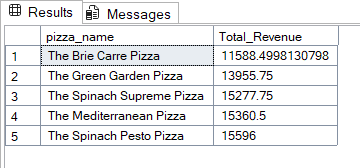 Results Messages
pizza_name Total_Revenue
1 The Brie Carre Pizza 11588.4998130798
2 The Green Garden Pizza 13955.75
3 The Spinach Supreme Pizza 15277.75
4 The Mediterranean Pizza 15360.5
5 The Spinach Pesto Pizza 15596